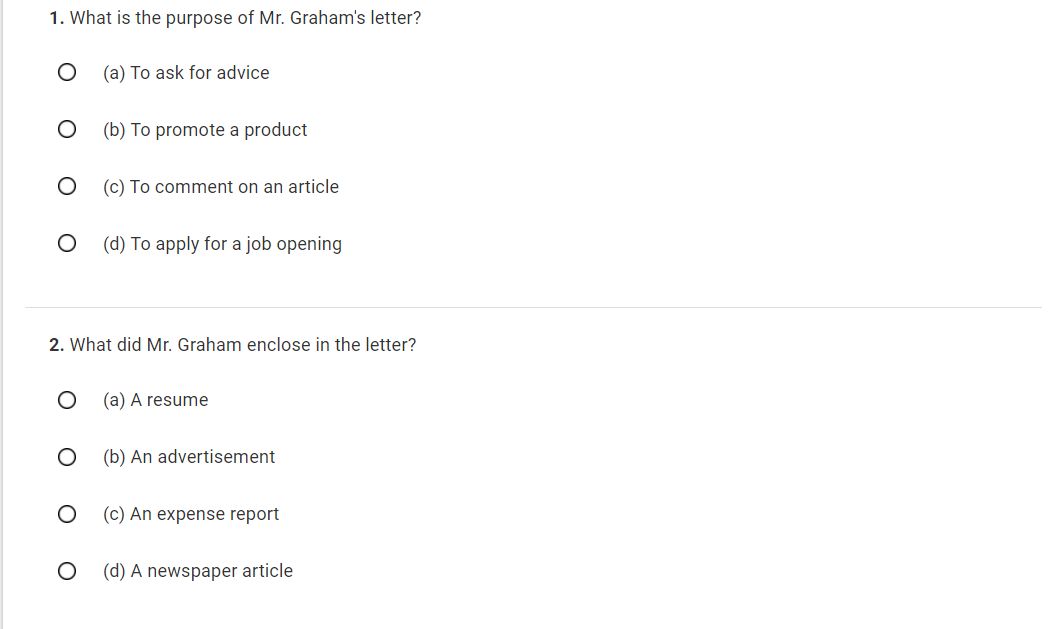 1. What is the purpose of Mr. Graham's letter?
(a) To ask for advice
(b) To promote a product
(c) To comment on an article
(d) To apply for a job opening
2. What did Mr. Graham enclose in the letter?
(a) A resume
(b) An advertisement
(c) An expense report
(d) A newspaper article